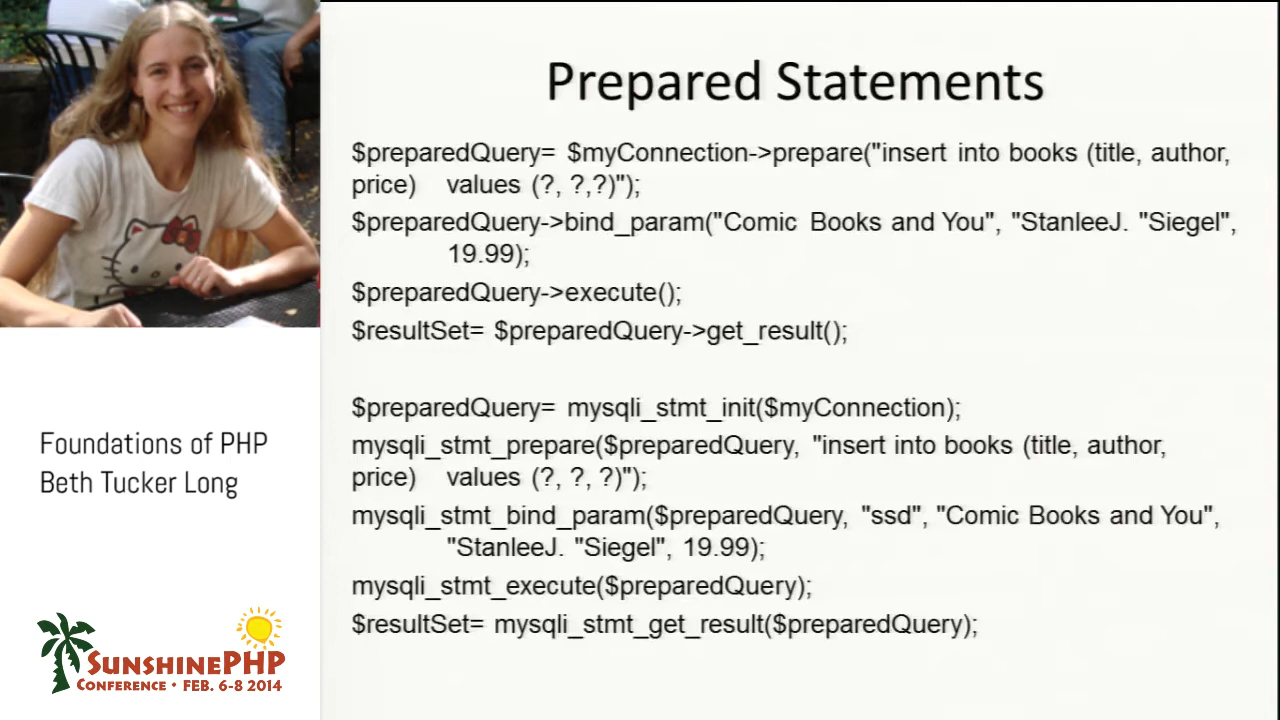 Prepared Statements
$preparedQuery= $myConnection->prepare("insert into books (title, author,
price) values (?, ?,?)");
$preparedQuery->bind_param("Comic Books and You", "StanleeJ. "Siegel",
19.99);
$preparedQuery->execute();
$resultSet= $preparedQuery->get_result();
$preparedQuery= mysqli_stmt_init($myConnection);
mysqli_stmt_prepare($preparedQuery, "insert into books (title, author,
price) values (?, ?, ?)");
mysqli_stmt_bind_param($preparedQuery, "ssd", "Comic Books and You",
"StanleeJ. "Siegel", 19.99);
mysqli_stmt_execute($preparedQuery);
$resultSet= mysqli_stmt_get_result($preparedQuery);
Foundations of PHP
Beth Tucker Long
SUNSHINEPHP
CONFERENCE • FEB. 6-8 2014